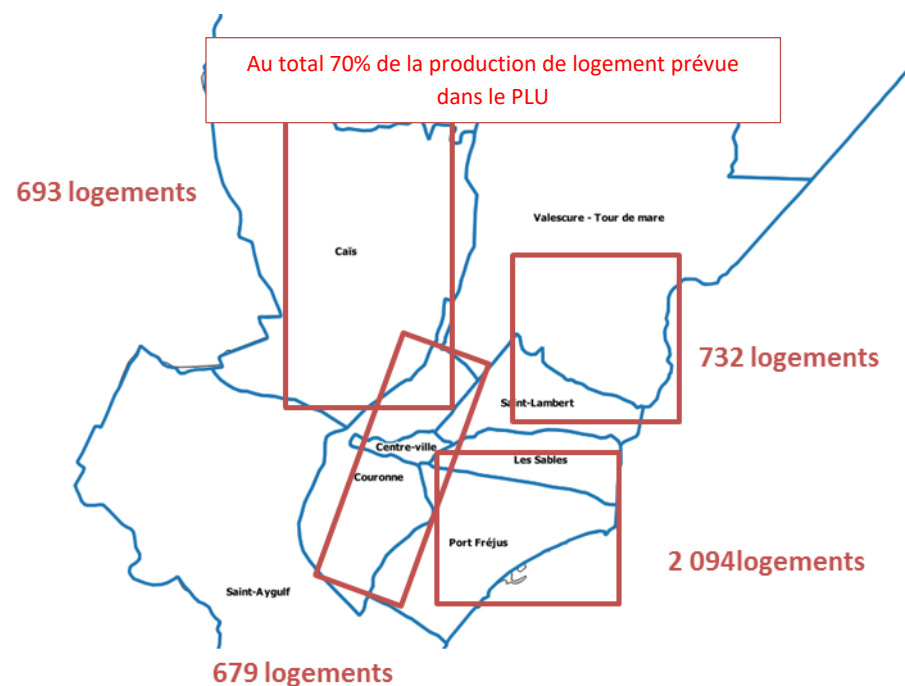 Au total 70% de la production de logement prévue
dans le PLU
693 logements
Valescure - Tour de mare
Caïs
732 logements
Saint-Lambert
Centre-ville
Les Sables
Couronne
Port Fréjus
2 094logements
Saint-Aygulf
679 logements